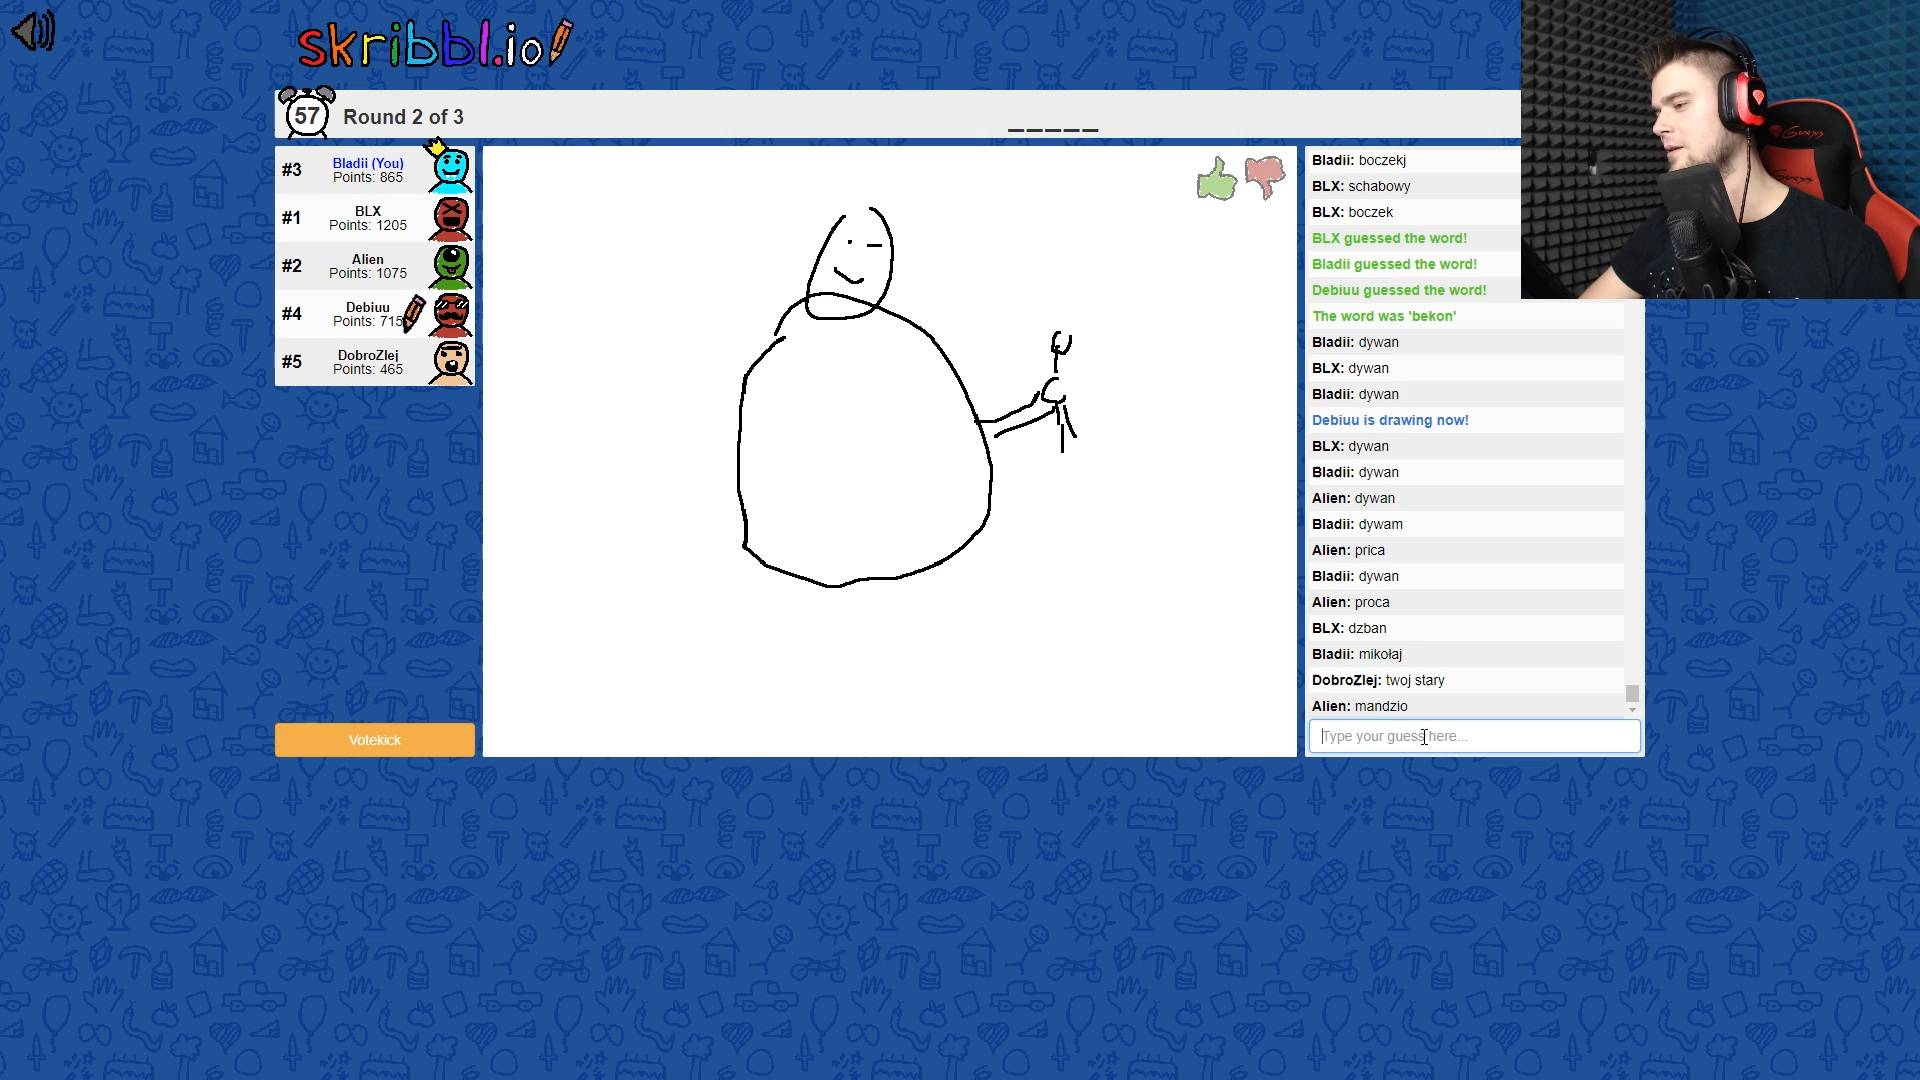 skribbl.io
57
Round 2 of 3
_____
#3
Bladii (You)
Points: 865
#1
BLX
Points: 1205
#2
Alien
Points: 1075
#4
Debiuu
Points: 715
#5
DobroZlej
Points: 465
Votekick
Bladii: boczekj
BLX: schabowy
BLX: boczek
BLX guessed the word!
Bladii guessed the word!
Debiuu guessed the word!
The word was 'bekon'
Bladii: dywan
BLX: dywan
Bladii: dywan
Debiuu is drawing now!
BLX: dywan
Bladii: dywan
Alien: dywan
Bladii: dywam
Alien: prica
Bladii: dywan
Alien: proca
BLX: dzban
Bladii: mikołaj
DobroZlej: twoj stary
Alien: mandzio
Type your guess here...